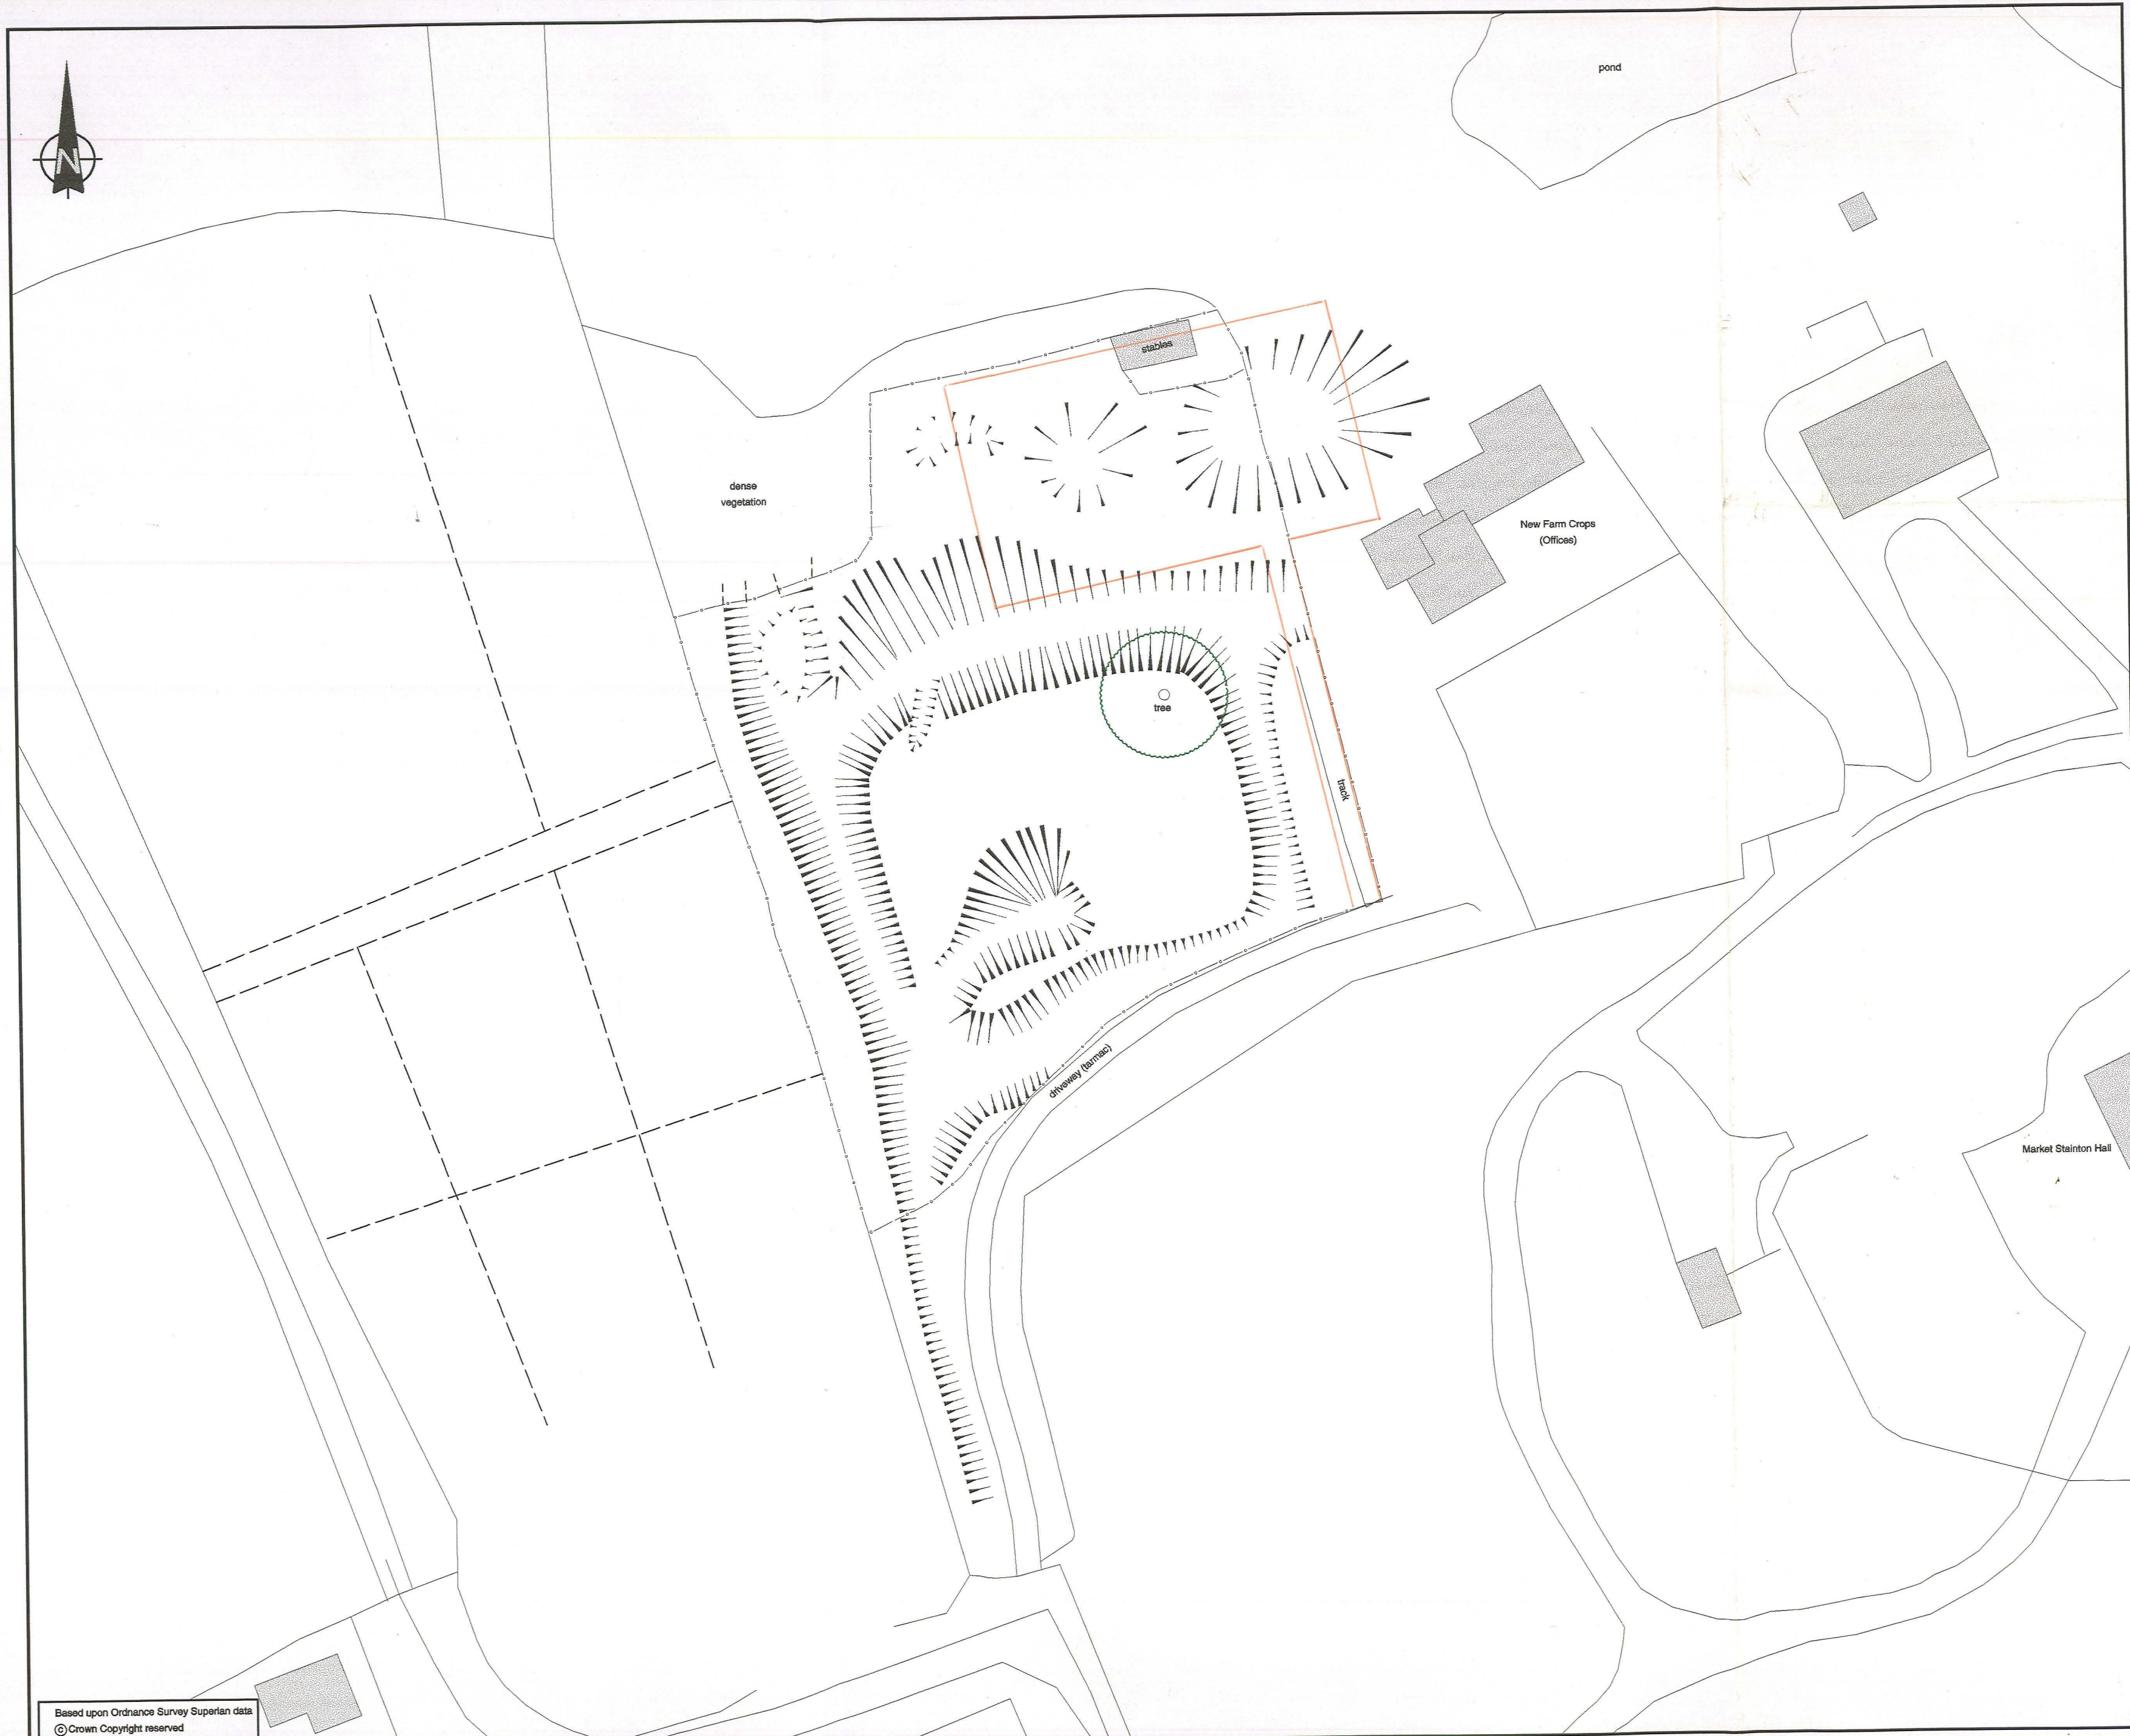 pond
N
stables
dense
vegetation
New Farm Crops
(Offices)
tree
track
driveway (tarmac)
Market Stainton Hall
Based upon Ordnance Survey Superlan data
©Crown Copyright reserved